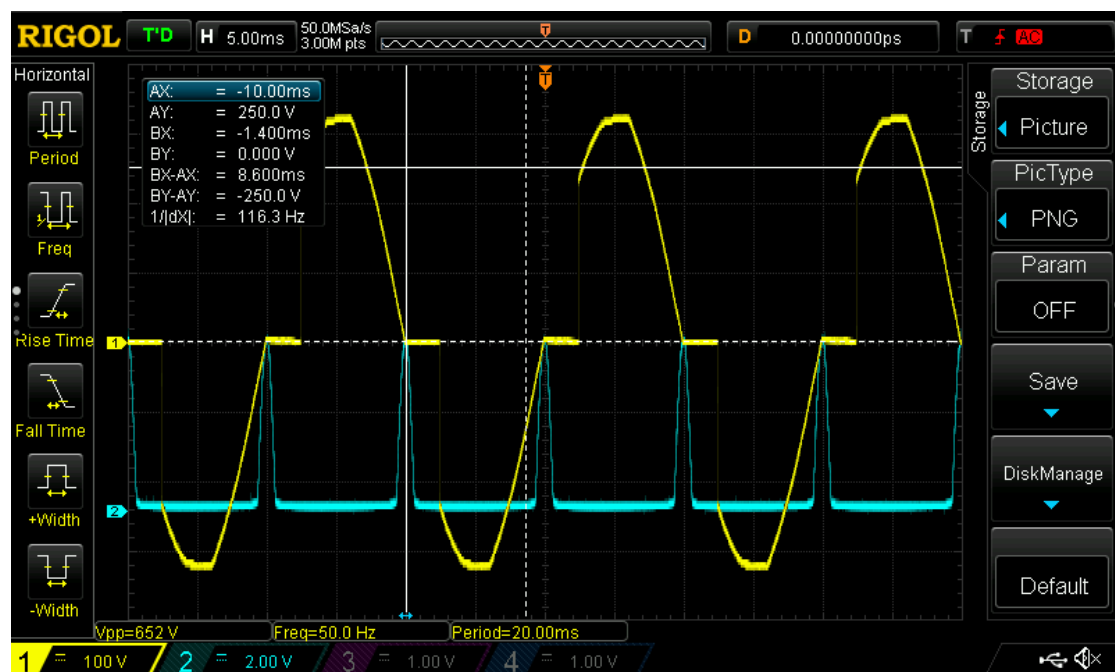 RIGOL T'D H 5.00ms 50.0MSa/s 3.00M pts T D 0.00000000ps T AC
Horizontal
Period
Freq
Rise Time
Fall Time
+Width
-Width
T
AX: = -10.00ms
AY: = 250.0 V
BX: = -1.400ms
BY: = 0.000 V
BX-AX: = 8.600ms
BY-AY: = -250.0 V
1/|dX|: = 116.3 Hz
1
2
Storage
Storage
Picture
PicType
PNG
Param
OFF
Save
DiskManage
Default
Vpp=652 V Freq=50.0 Hz Period=20.00ms
1 = 100 V 2 = 2.00 V 3 = 1.00 V 4 = 1.00 V